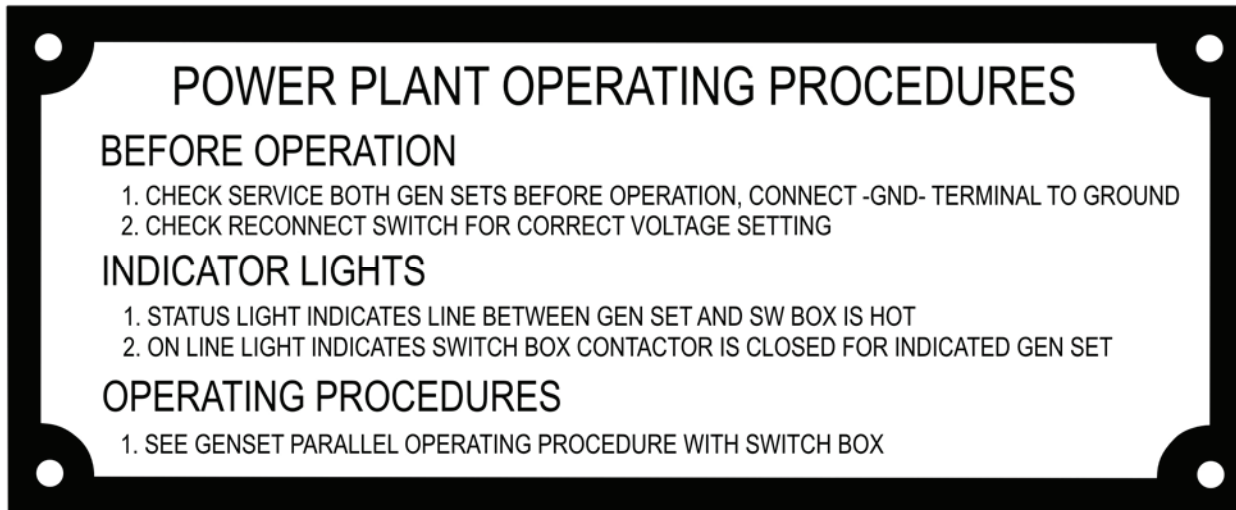 POWER PLANT OPERATING PROCEDURES
BEFORE OPERATION
1. CHECK SERVICE BOTH GEN SETS BEFORE OPERATION, CONNECT -GND- TERMINAL TO GROUND
2. CHECK RECONNECT SWITCH FOR CORRECT VOLTAGE SETTING
INDICATOR LIGHTS
1. STATUS LIGHT INDICATES LINE BETWEEN GEN SET AND SW BOX IS HOT
2. ON LINE LIGHT INDICATES SWITCH BOX CONTACTOR IS CLOSED FOR INDICATED GEN SET
OPERATING PROCEDURES
1. SEE GENSET PARALLEL OPERATING PROCEDURE WITH SWITCH BOX